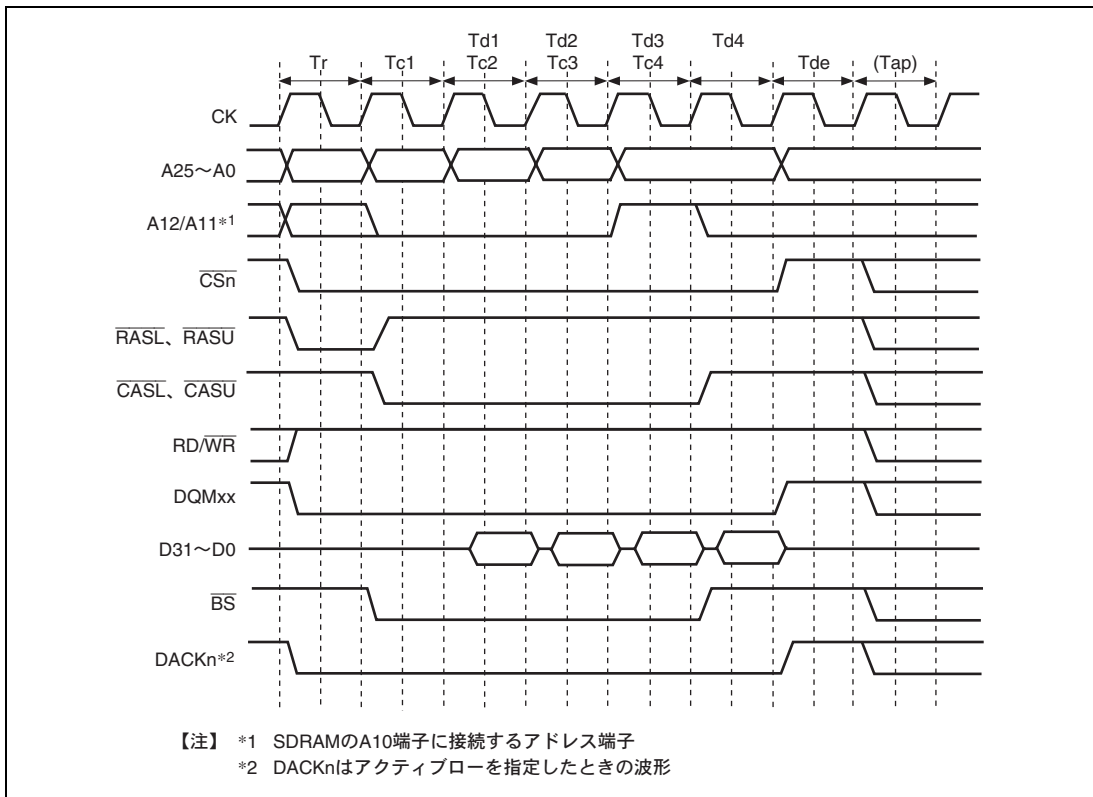 Td1 Td2 Td3 Td4
Tr Tc1 Tc2 Tc3 Tc4 Tde (Tap)
CK
A25～A0
A12/A11*1
CSn
RASL、RASU
CASL、CASU
RD/WR
DQMxx
D31～D0
BS
DACKn*2
【注】 *1 SDRAMのA10端子に接続するアドレス端子
*2 DACKnはアクティブローを指定したときの波形